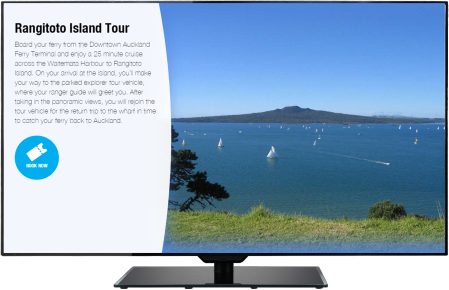 Rangitoto Island Tour
Board your ferry from the Downtown Auckland
Ferry Terminal and enjoy a 25 minute cruise
across the Waitemata Harbour to Rangitoto
Island. On your arrival at the island, you'll make
your way to the parked explorer tour vehicle,
where your ranger guide will greet you. After
taking in the panoramic views, you will rejoin the
tour vehicle for the return trip to the wharf in time
to catch your ferry back to Auckland.
BOOK NOW